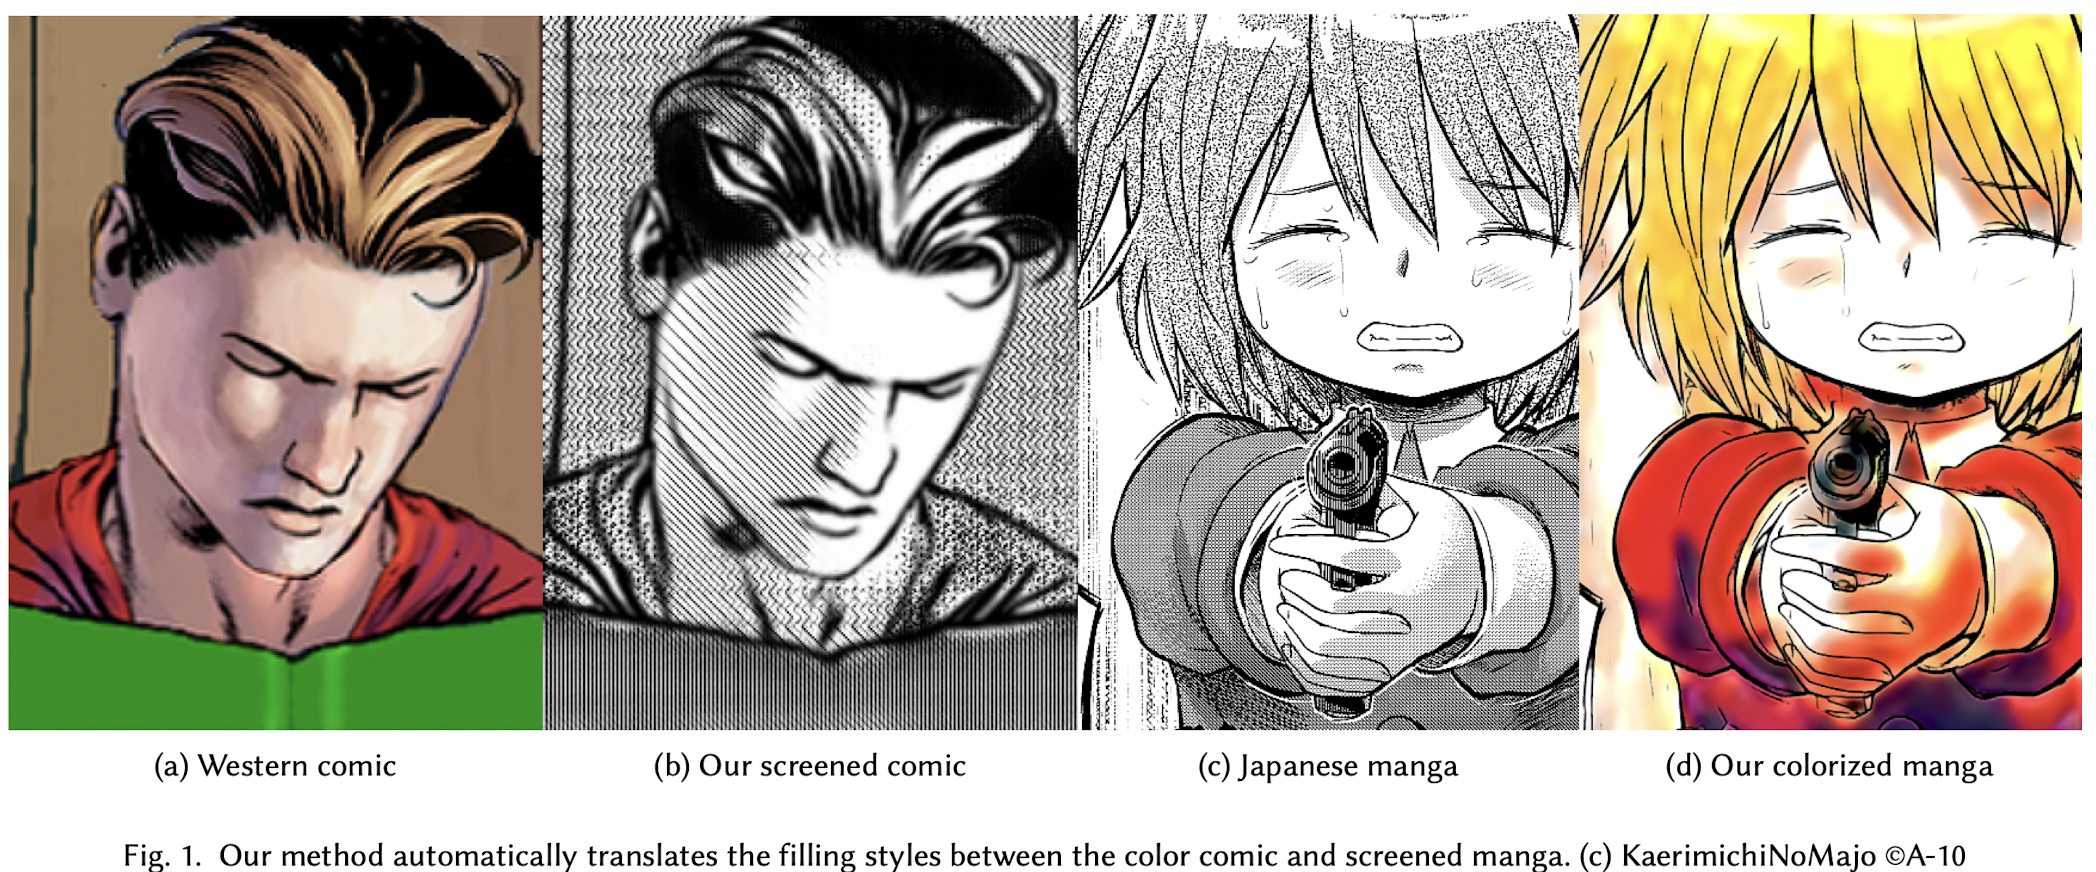 (a) Western comic
(b) Our screened comic
(c) Japanese manga
(d) Our colorized manga
Fig. 1. Our method automatically translates the filling styles between the color comic and screened manga. (c) KaerimichiNoMajo ©A-10